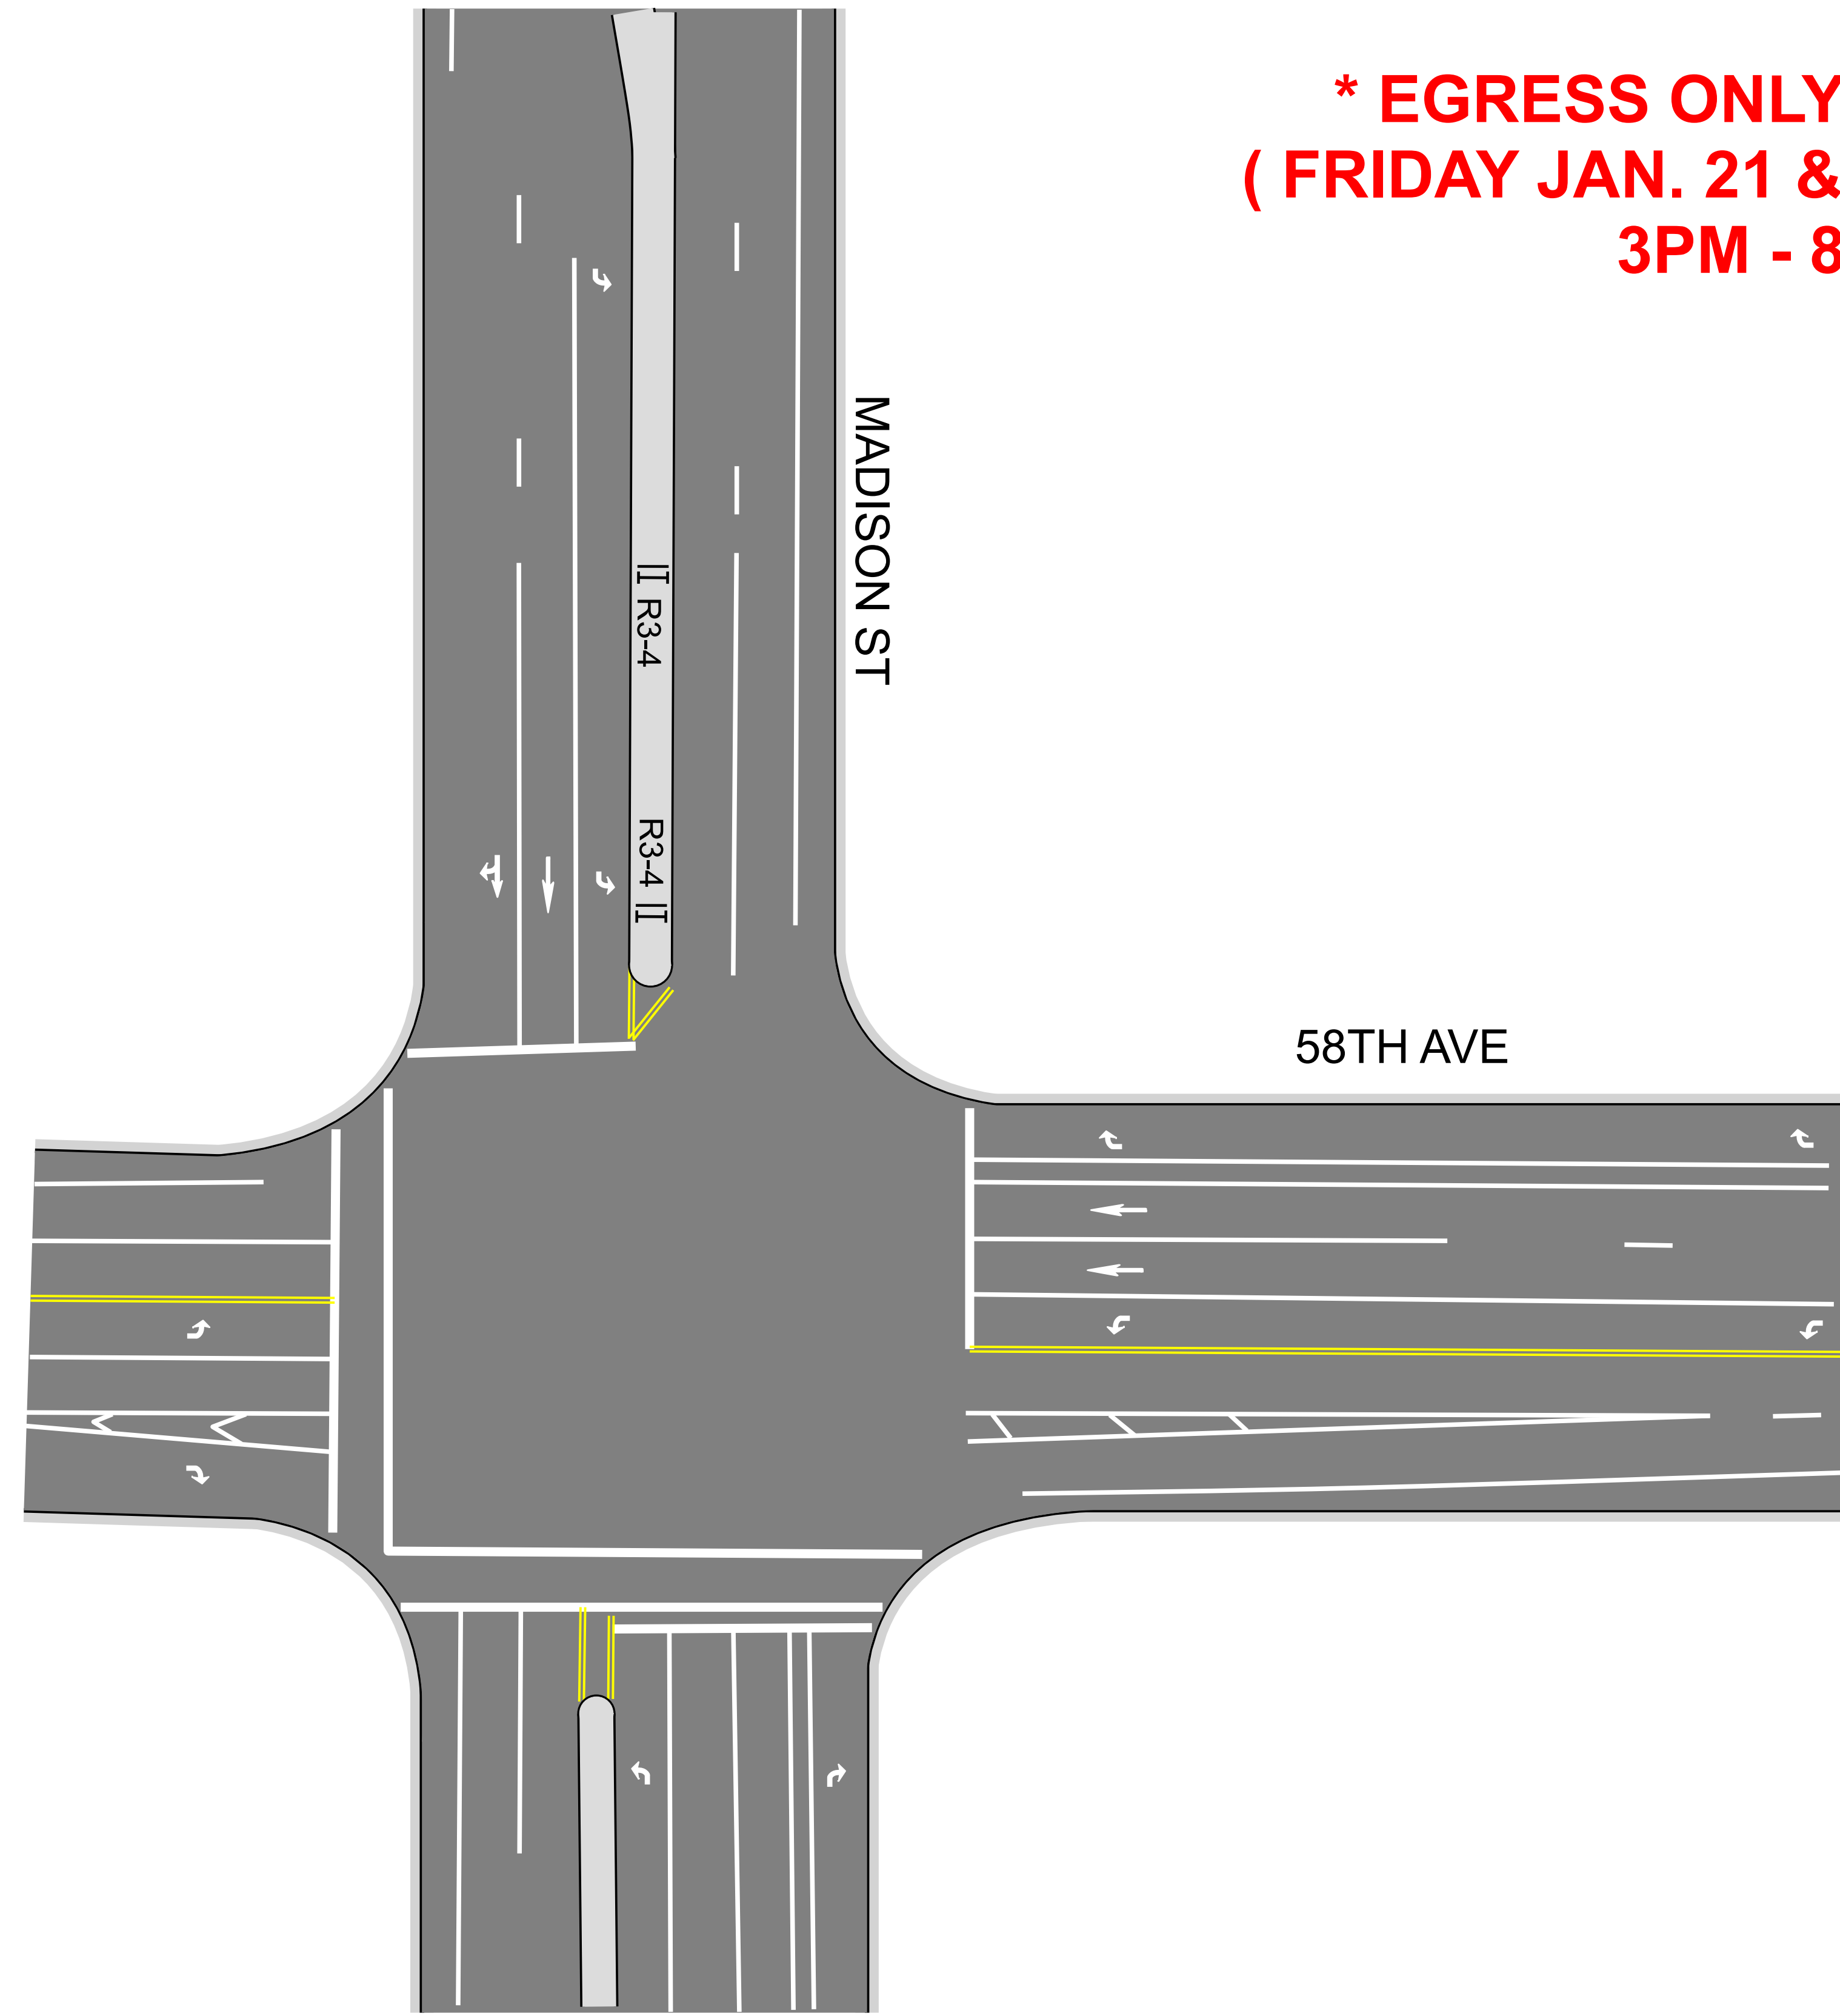 * EGRESS ONLY
( FRIDAY JAN. 21 &
3PM - 8
MADISON ST
R3-4
R3-4
58TH AVE